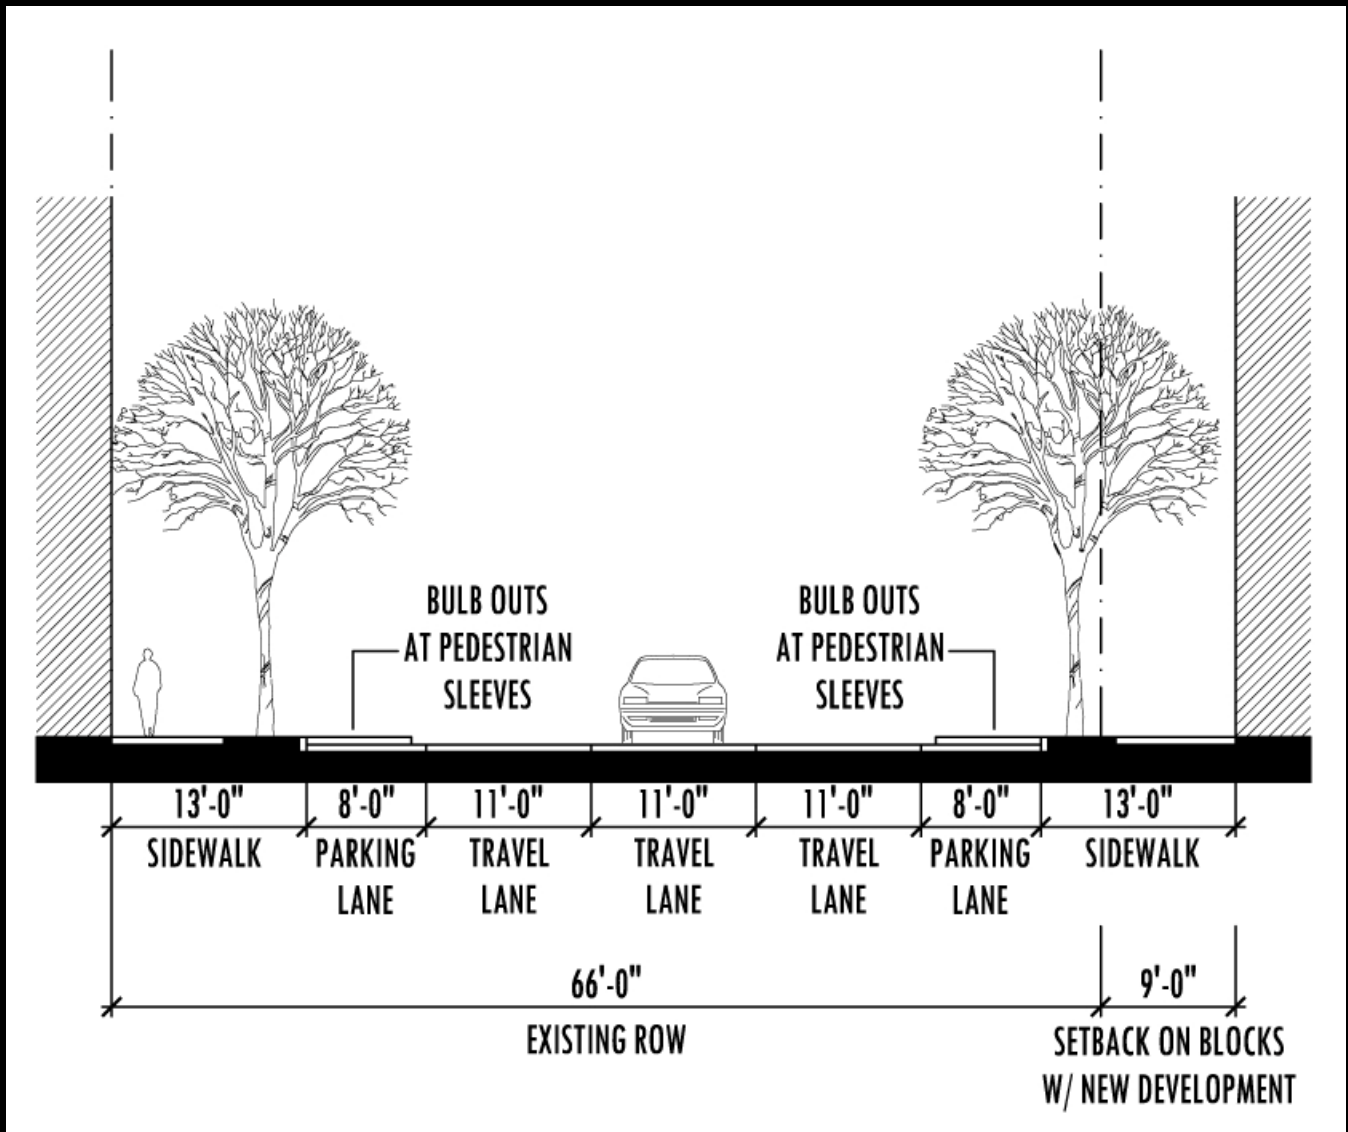 BULB OUTS
AT PEDESTRIAN
SLEEVES
BULB OUTS
AT PEDESTRIAN
SLEEVES
13'-0" 8'-0" 11'-0" 11'-0" 11'-0" 8'-0" 13'-0"
SIDEWALK PARKING TRAVEL TRAVEL TRAVEL PARKING SIDEWALK
LANE LANE LANE LANE LANE
66'-0" 9'-0"
EXISTING ROW
SETBACK ON BLOCKS
W/ NEW DEVELOPMENT